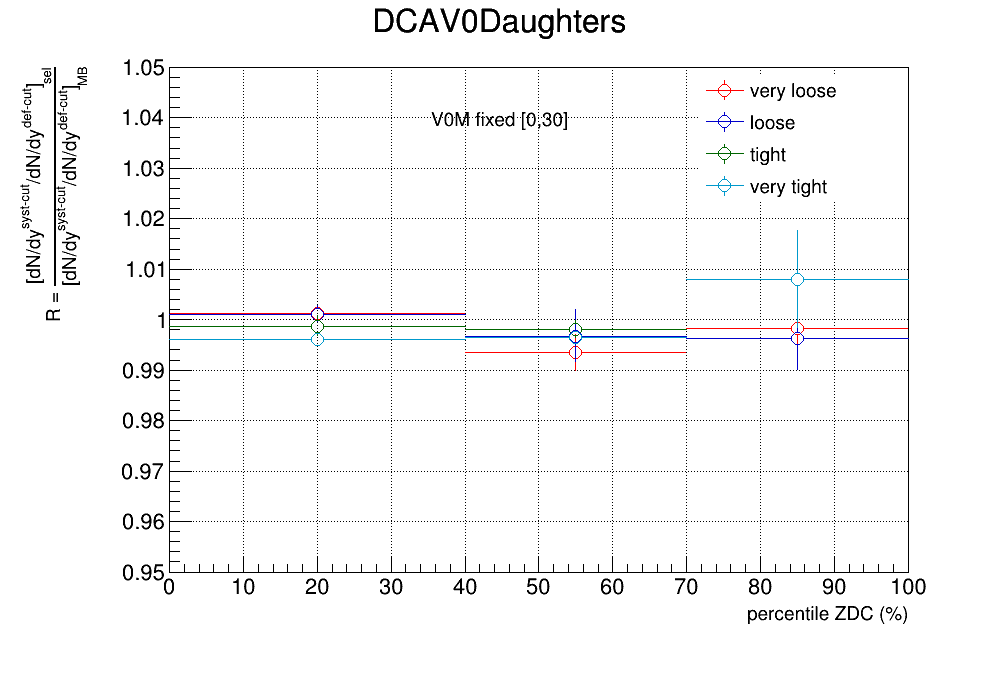 DCAV0Daughters
R = [dN/dy^syst-cut/dN/dy^def-cut]_sel
[dN/dy^syst-cut/dN/dy^def-cut]_MB
1.05
1.04
1.03
1.02
1.01
1
0.99
0.98
0.97
0.96
0.95
V0M fixed [0,30]
very loose
loose
tight
very tight
0 10 20 30 40 50 60 70 80 90 100
percentile ZDC (%)